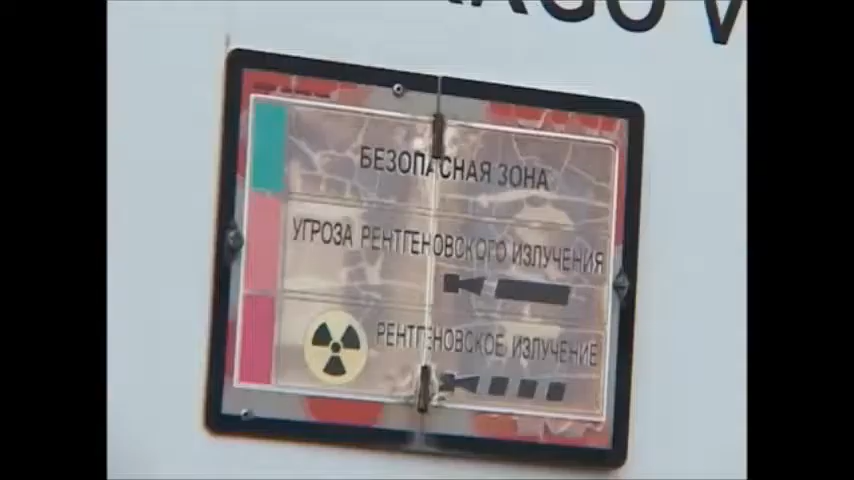 БЕЗОПАСНАЯ ЗОНА
УГРОЗА РЕНТГЕНОВСКОГО ИЗЛУЧЕНИЯ
РЕНТГЕНОВСКОЕ ИЗЛУЧЕНИЕ